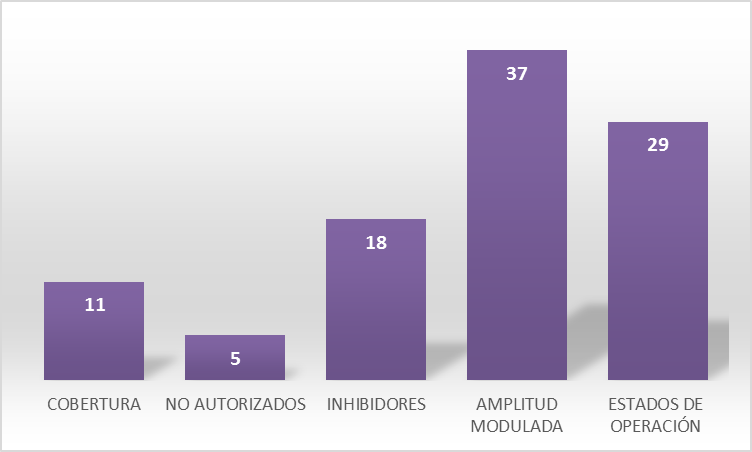 37
29
18
11
5
COBERTURA
NO AUTORIZADOS
INHIBIDORES
AMPLITUD
MODULADA
ESTADOS DE
OPERACIÓN